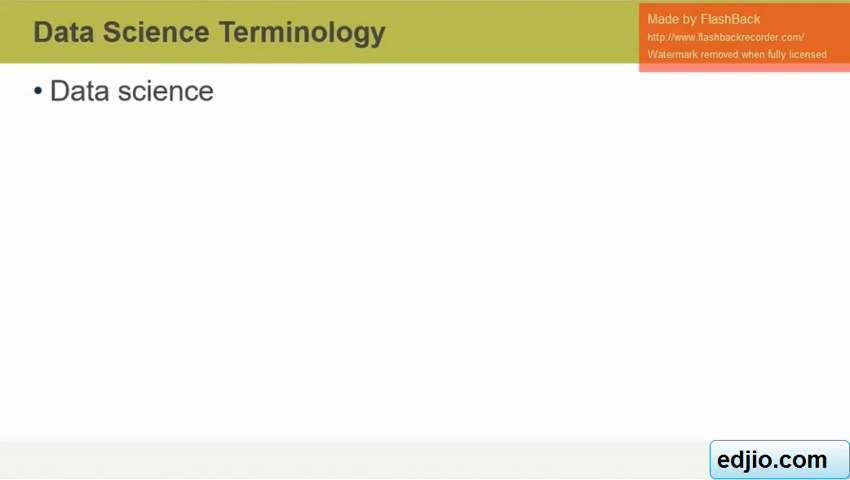 Data Science Terminology
Made by FlashBack
http://www.flashbackrecorder.com/
Watermark removed when fully licensed
• Data science
edjio.com